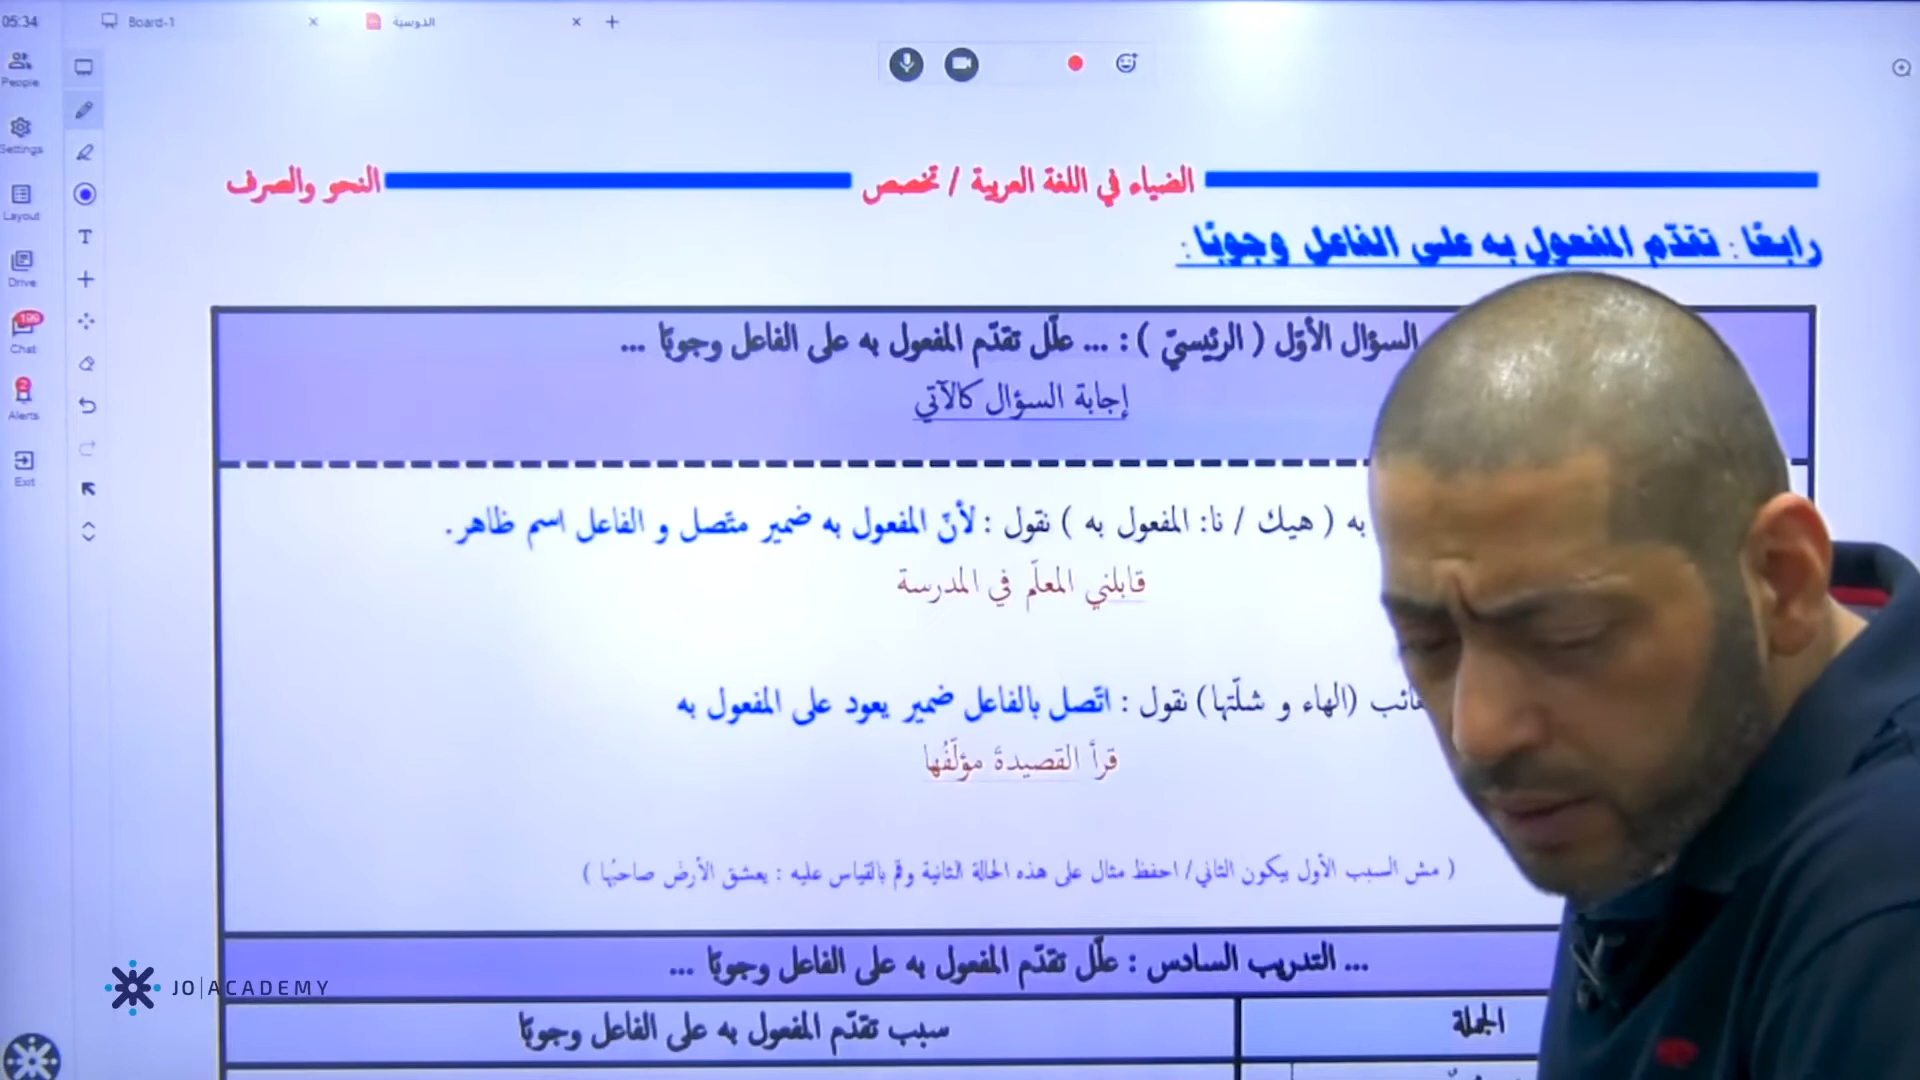 05:34
Board-1
الدوسية
People
Settings
Layout
Drive
199
Chat
2
Alerts
Exit
T
الضياء في اللغة العربية / تخصص
النحو والصرف
رابعًا : تقدّم المفعول به على الفاعل وجوبًا :
السؤال الأوّل ( الرئيسيّ ) : ... علّل تقدّم المفعول به على الفاعل وجوبًا ...
إجابة السؤال كالآتي
به ( هيك / نا: المفعول به ) نقول : لأنّ المفعول به ضمير متّصل و الفاعل اسم ظاهر.
قابلني المعلّم في المدرسة
(الهاء و شلّتها) نقول : اتّصل بالفاعل ضمير يعود على المفعول به
قرأَ القصيدةَ مؤلّفُها
( مش السبب الأول بيكون الثاني/ احفظ مثال على هذه الحالة الثانية وقم بالقياس عليه : يعشق الأرضَ صاحبُها )
... التدريب السادس : علّل تقدّم المفعول به على الفاعل وجوبًا ...
الجملة
سبب تقدّم المفعول به على الفاعل وجوبًا
JO|ACADEMY